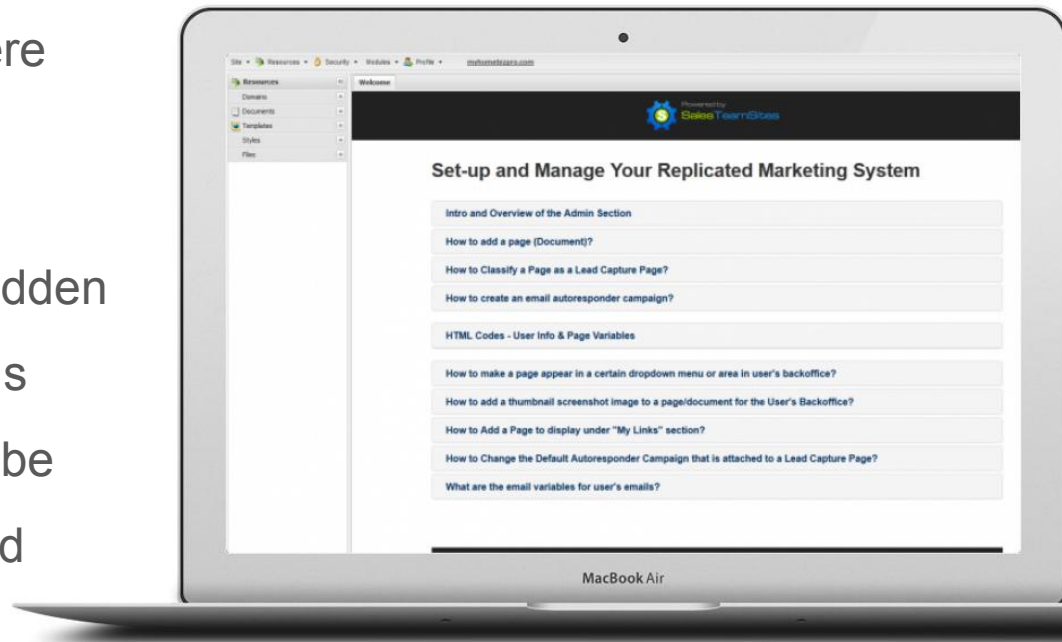 ere
dden
s
be
d
Site Resources Security Modules Profile myhomebizpro.com
Resources Welcome
Domains
Documents
Templates
Styles
Files
Powered by
SalesTeamSites
Set-up and Manage Your Replicated Marketing System
Intro and Overview of the Admin Section
How to add a page (Document)?
How to Classify a Page as a Lead Capture Page?
How to create an email autoresponder campaign?
HTML Codes - User Info & Page Variables
How to make a page appear in a certain dropdown menu or area in user's backoffice?
How to add a thumbnail screenshot image to a page/document for the User's Backoffice?
How to Add a Page to display under "My Links" section?
How to Change the Default Autoresponder Campaign that is attached to a Lead Capture Page?
What are the email variables for user's emails?
MacBook Air